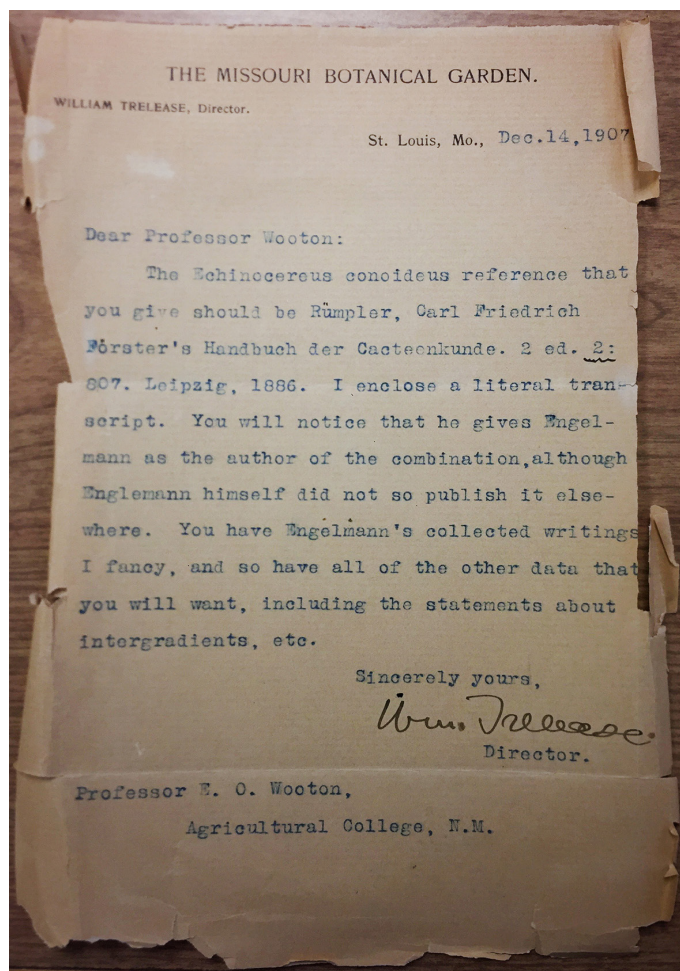 THE MISSOURI BOTANICAL GARDEN.
WILLIAM TRELEASE, Director.
St. Louis, Mo., Dec.14,1907
Dear Professor Wooton:
The Echinocereus conoideus reference that
you give should be Rümpler, Carl Friedrich
Förster's Handbuch der Cacteenkunde. 2 ed. 2:
807. Leipzig, 1886. I enclose a literal tran-
script. You will notice that he gives Engel-
mann as the author of the combination,although
Englemann himself did not so publish it else-
where. You have Engelmann's collected writings
I fancy, and so have all of the other data that
you will want, including the statements about
intergradients, etc.
Sincerely yours,
Wm. Trelease.
Director.
Professor E. O. Wooton,
Agricultural College, N.M.